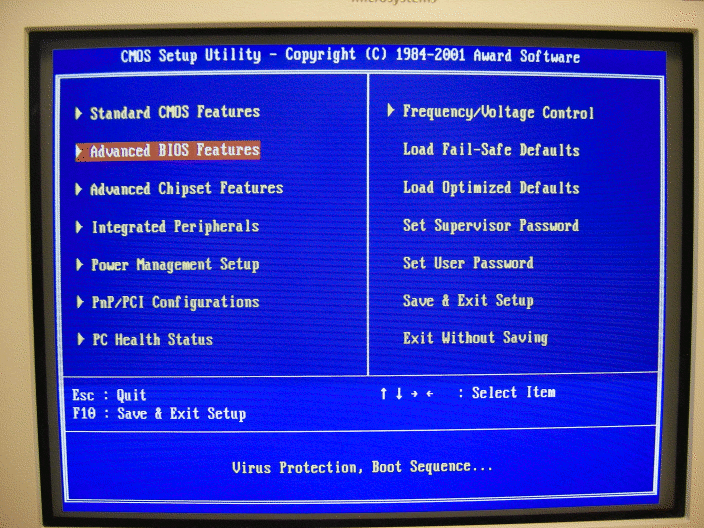 microsystems
CMOS Setup Utility - Copyright (C) 1984-2001 Award Software
▶ Standard CMOS Features
▶ Advanced BIOS Features
▶ Advanced Chipset Features
▶ Integrated Peripherals
▶ Power Management Setup
▶ PnP/PCI Configurations
▶ PC Health Status
▶ Frequency/Voltage Control
Load Fail-Safe Defaults
Load Optimized Defaults
Set Supervisor Password
Set User Password
Save & Exit Setup
Exit Without Saving
Esc : Quit
F10 : Save & Exit Setup
↑ ↓ → ← : Select Item
Virus Protection, Boot Sequence...